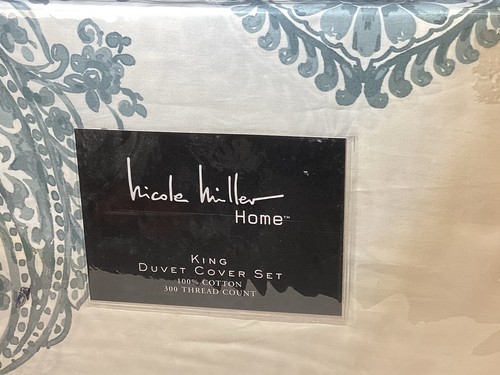 nicole miller
Home™
KING
DUVET COVER SET
100% COTTON
300 THREAD COUNT